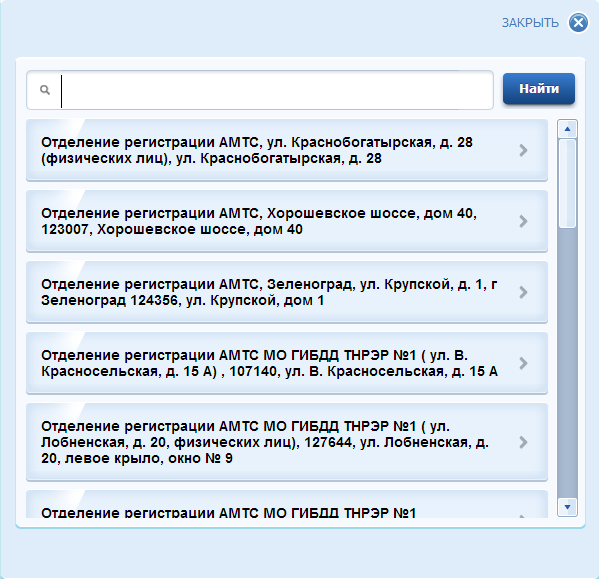 ЗАКРЫТЬ
Найти
Отделение регистрации АМТС, ул. Краснобогатырская, д. 28
(физических лиц), ул. Краснобогатырская, д. 28
Отделение регистрации АМТС, Хорошевское шоссе, дом 40,
123007, Хорошевское шоссе, дом 40
Отделение регистрации АМТС, Зеленоград, ул. Крупской, д. 1, г
Зеленоград 124356, ул. Крупской, дом 1
Отделение регистрации АМТС МО ГИБДД ТНРЭР №1 ( ул. В.
Красносельская, д. 15 А) , 107140, ул. В. Красносельская, д. 15 А
Отделение регистрации АМТС МО ГИБДД ТНРЭР №1 ( ул.
Лобненская, д. 20, физических лиц), 127644, ул. Лобненская, д.
20, левое крыло, окно № 9
Отделение регистрации АМТС МО ГИБДД ТНРЭР №1